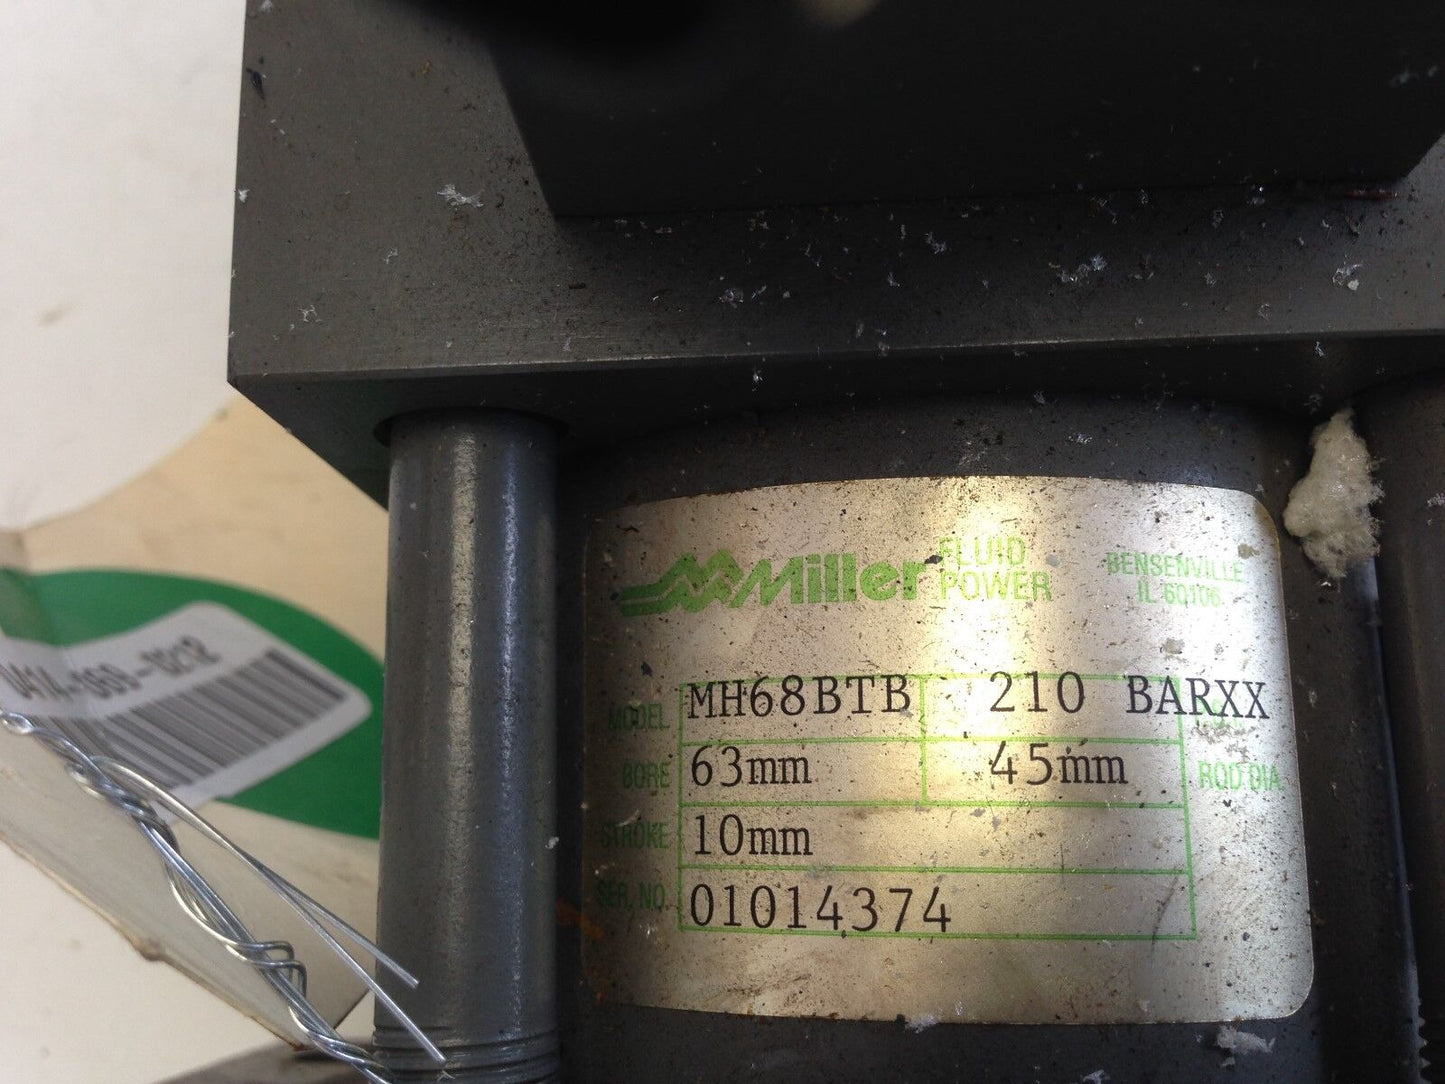 Miller FLUID POWER
BENSENVILLE
IL 60106
MODEL MH68BTB 210 BARXX
BORE 63mm 45mm ROD DIA
STROKE 10mm
SER. NO. 01014374